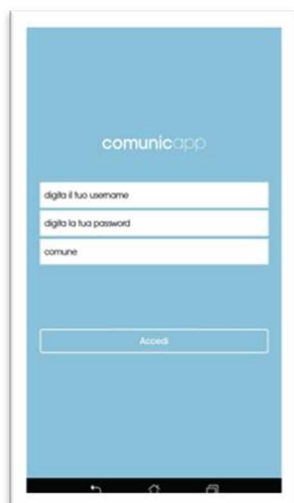 comunicapp
digita il tuo username
digita la tua password
comune
Accedi